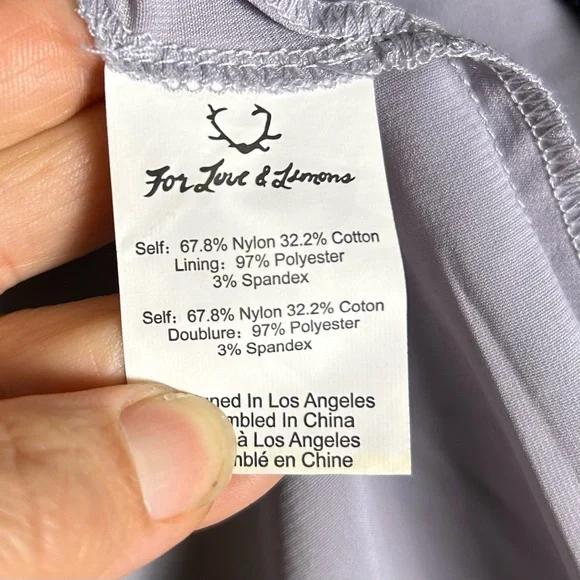 For Love & Lemons
Self: 67.8% Nylon 32.2% Cotton
Lining: 97% Polyester
3% Spandex
Self: 67.8% Nylon 32.2% Coton
Doublure: 97% Polyester
3% Spandex
In Los Angeles
In China
à Los Angeles
en Chine